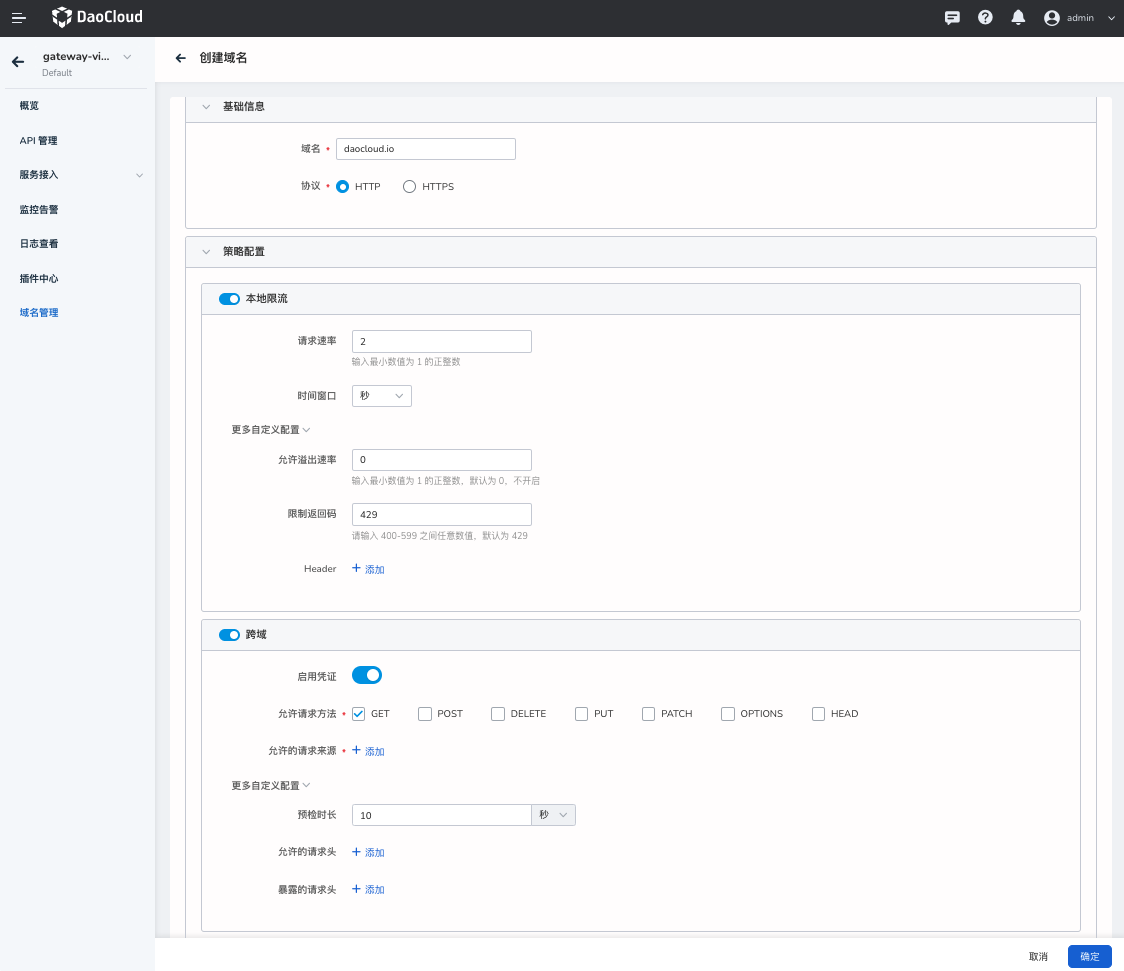 DaoCloud
admin
gateway-vi...
Default
概览
API 管理
服务接入
监控告警
日志查看
插件中心
域名管理
创建域名
基础信息
域名 • daocloud.io
协议 • HTTP HTTPS
策略配置
本地限流
请求速率 2
输入最小数值为 1 的正整数
时间窗口 秒
更多自定义配置
允许溢出速率 0
输入最小数值为 1 的正整数，默认为 0，不开启
限制返回码 429
请输入 400-599 之间任意数值，默认为 429
Header + 添加
跨域
启用凭证
允许请求方法 • GET POST DELETE PUT PATCH OPTIONS HEAD
允许的请求来源 • + 添加
更多自定义配置
预检时长 10 秒
允许的请求头 + 添加
暴露的请求头 + 添加
取消 确定